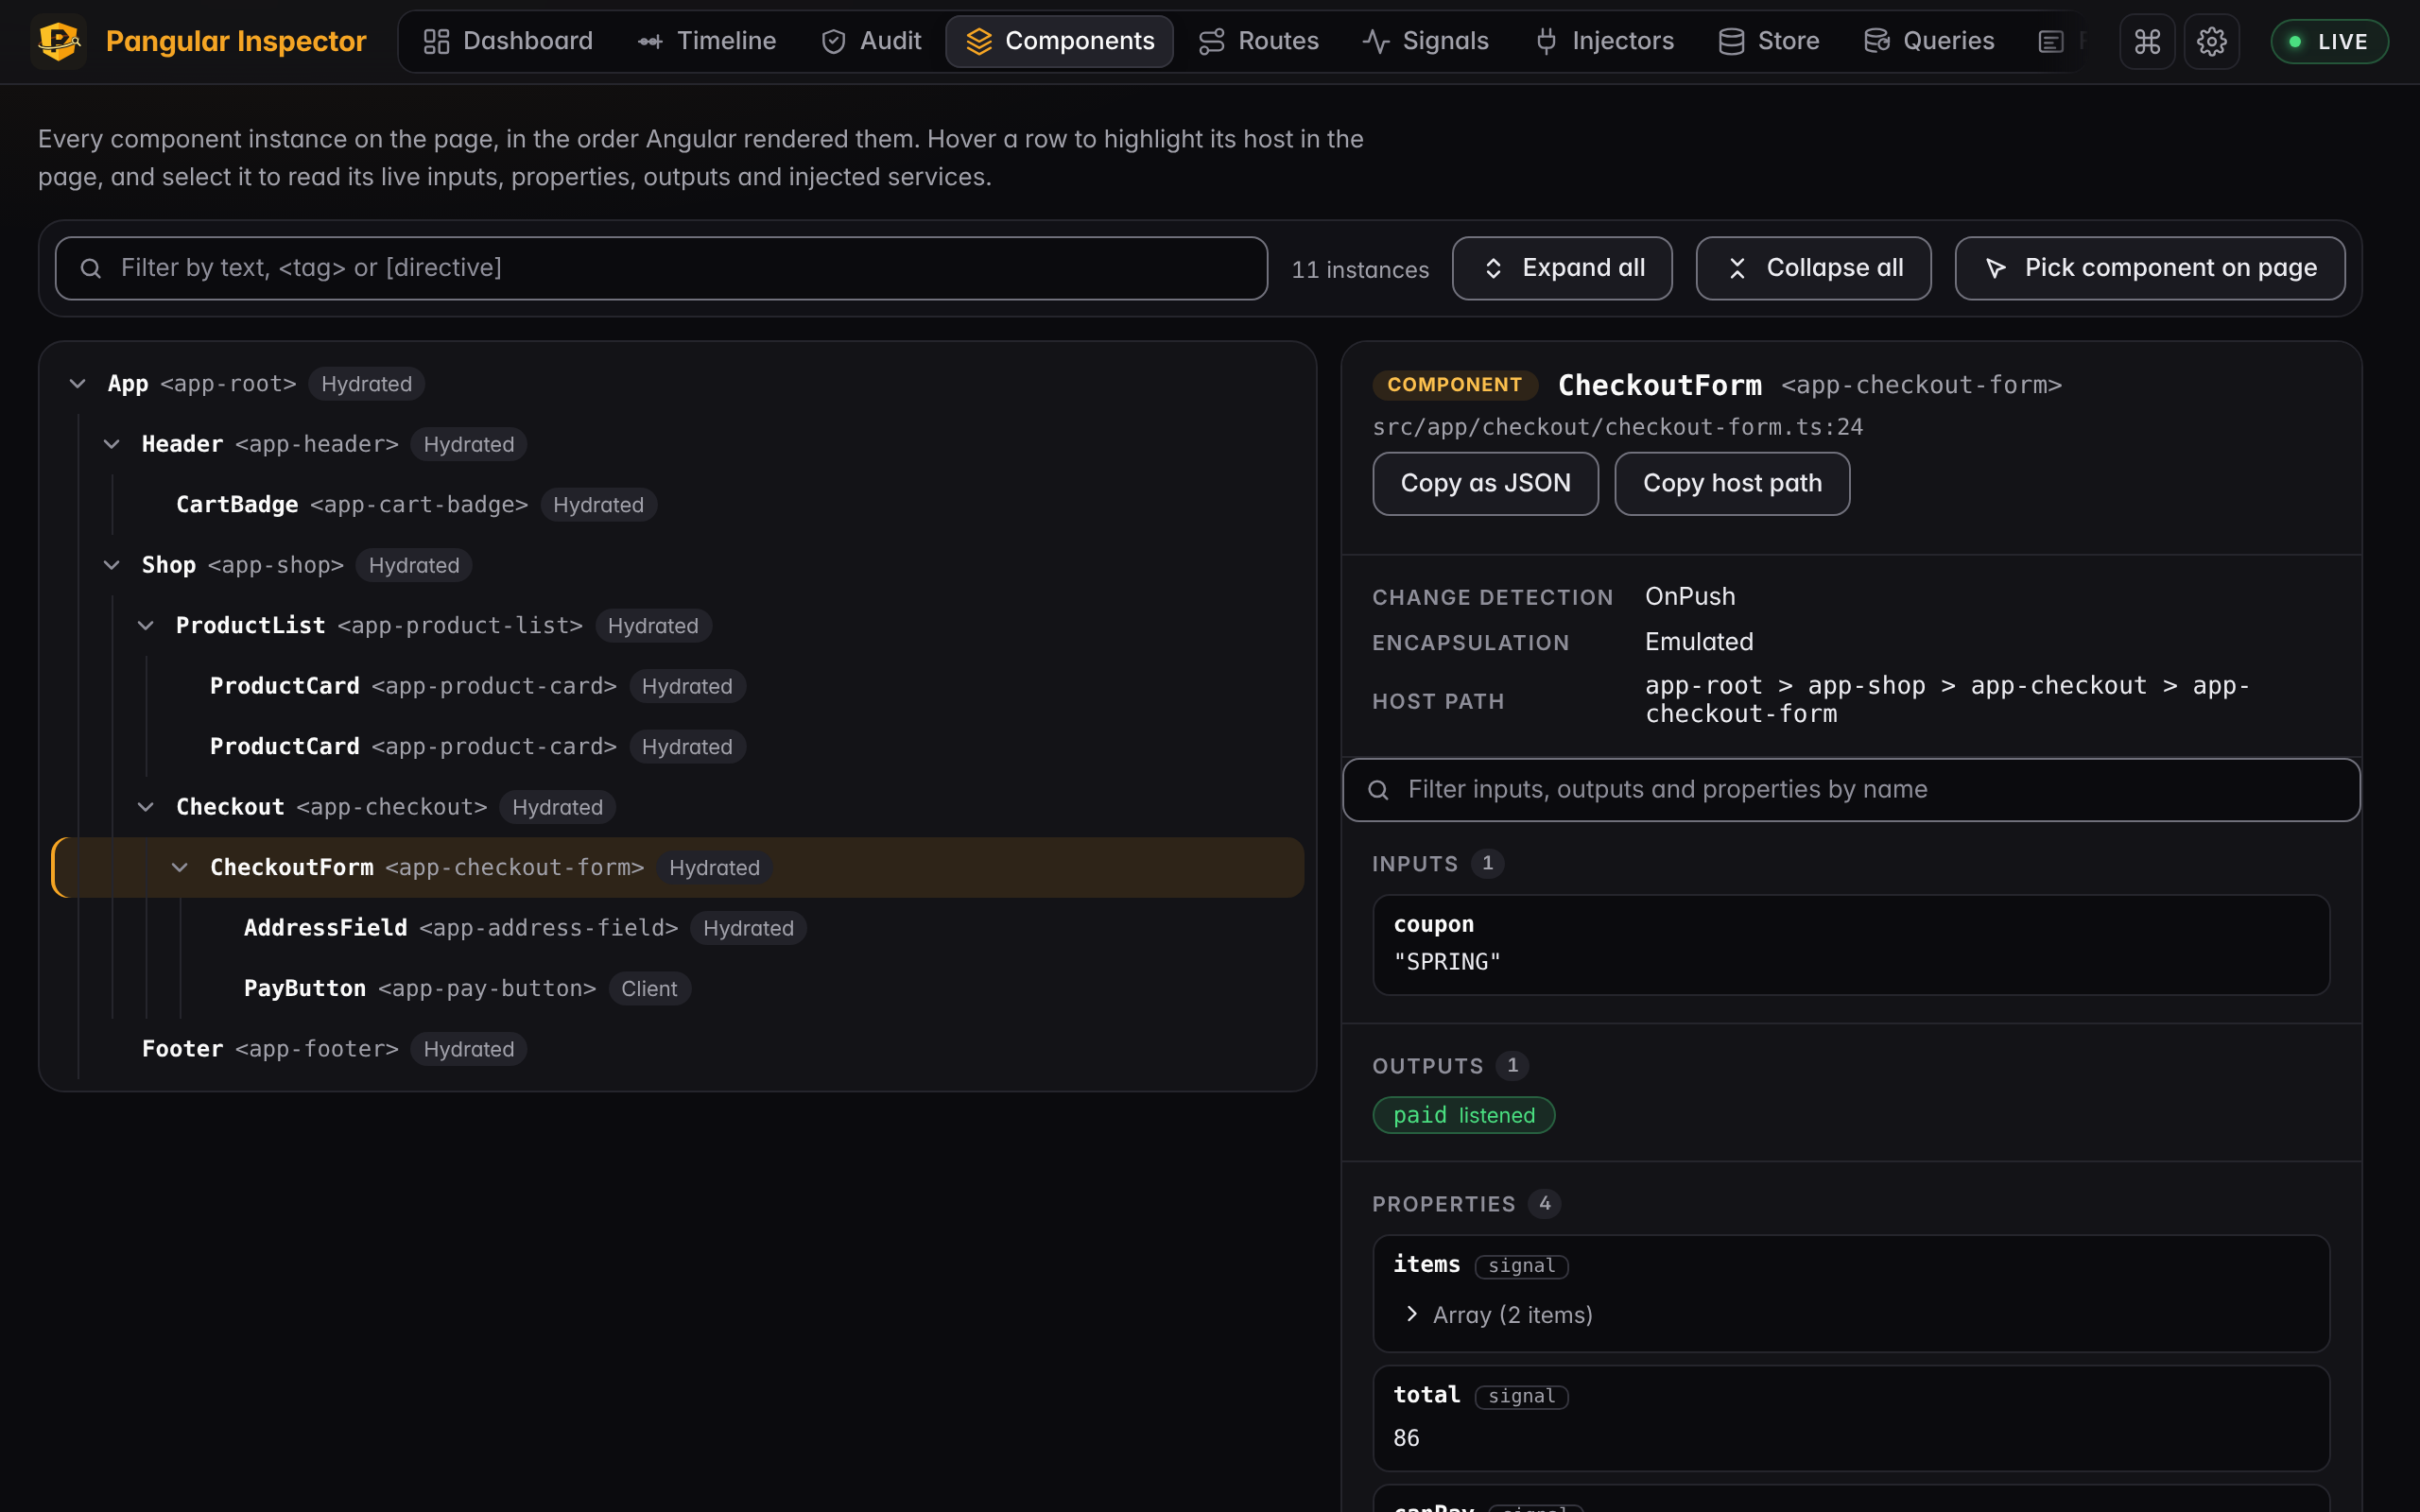 Pangular Inspector
Dashboard
Timeline
Audit
Components
Routes
Signals
Injectors
Store
Queries
LIVE
Every component instance on the page, in the order Angular rendered them. Hover a row to highlight its host in the
page, and select it to read its live inputs, properties, outputs and injected services.
Filter by text, <tag> or [directive]
11 instances
Expand all
Collapse all
Pick component on page
App <app-root> Hydrated
Header <app-header> Hydrated
CartBadge <app-cart-badge> Hydrated
Shop <app-shop> Hydrated
ProductList <app-product-list> Hydrated
ProductCard <app-product-card> Hydrated
ProductCard <app-product-card> Hydrated
Checkout <app-checkout> Hydrated
CheckoutForm <app-checkout-form> Hydrated
AddressField <app-address-field> Hydrated
PayButton <app-pay-button> Client
Footer <app-footer> Hydrated
COMPONENT CheckoutForm <app-checkout-form>
src/app/checkout/checkout-form.ts:24
Copy as JSON
Copy host path
CHANGE DETECTION OnPush
ENCAPSULATION Emulated
HOST PATH app-root > app-shop > app-checkout > app-
checkout-form
Filter inputs, outputs and properties by name
INPUTS 1
coupon
"SPRING"
OUTPUTS 1
paid listened
PROPERTIES 4
items signal
Array (2 items)
total signal
86
canPay signal